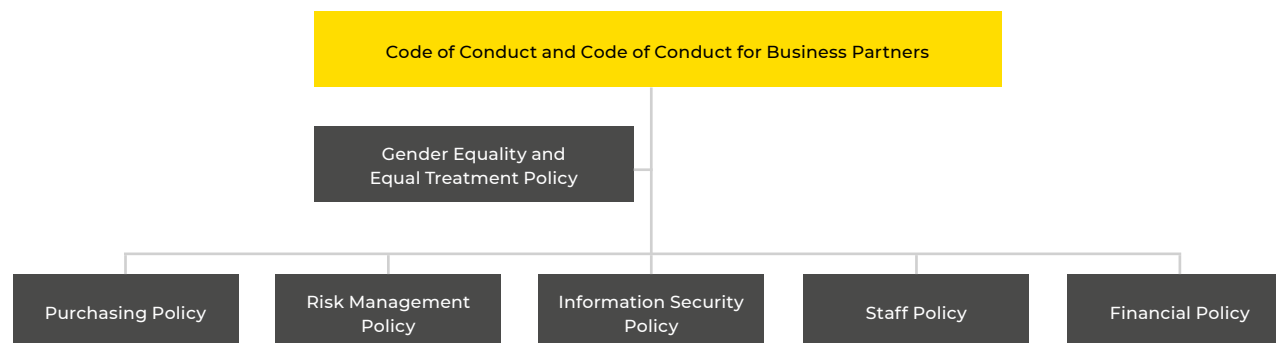 Code of Conduct and Code of Conduct for Business Partners
Gender Equality and
Equal Treatment Policy
Purchasing Policy
Risk Management
Policy
Information Security
Policy
Staff Policy
Financial Policy